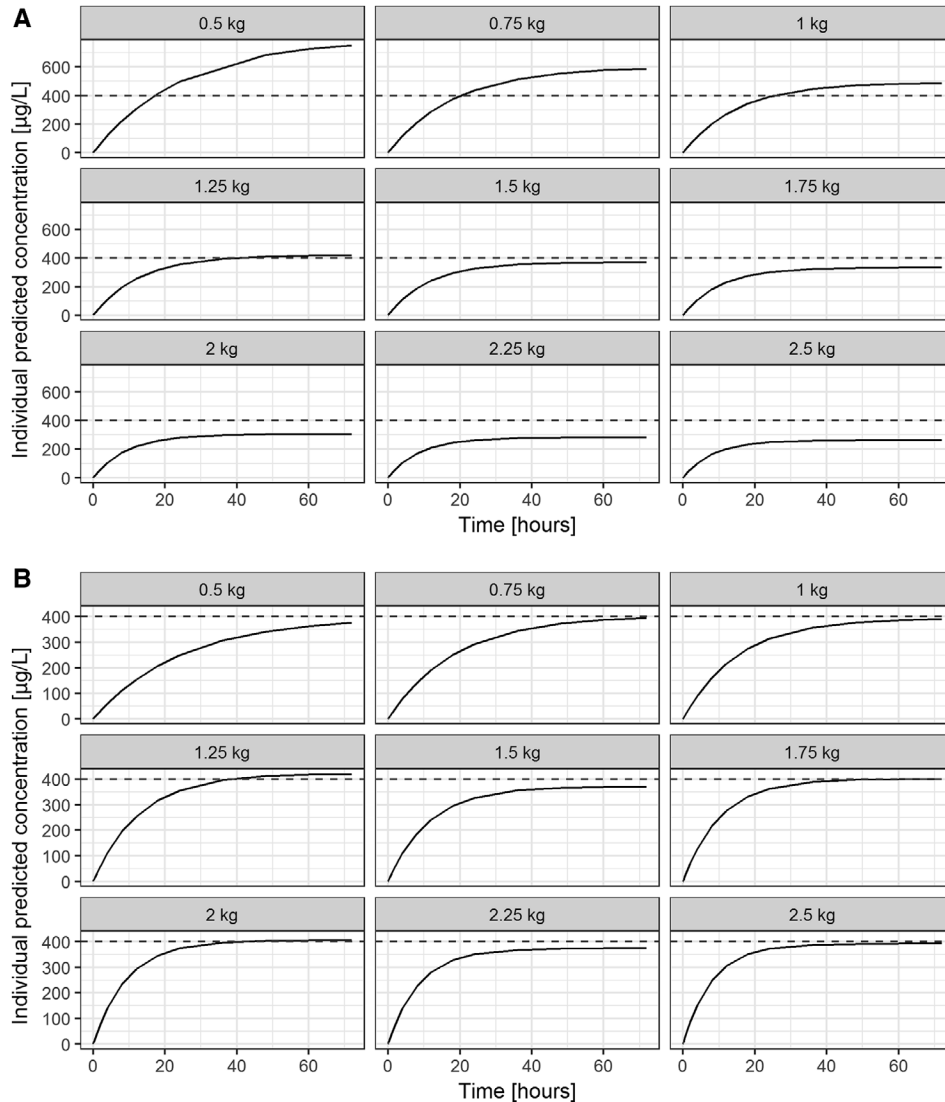 A
0.5 kg 0.75 kg 1 kg
600
400
200
0
1.25 kg 1.5 kg 1.75 kg
600
400
200
0
2 kg 2.25 kg 2.5 kg
600
400
200
0
0 20 40 60 0 20 40 60 0 20 40 60
Time [hours]
Individual predicted concentration [µg/L]
B
0.5 kg 0.75 kg 1 kg
400
300
200
100
0
1.25 kg 1.5 kg 1.75 kg
400
300
200
100
0
2 kg 2.25 kg 2.5 kg
400
300
200
100
0
0 20 40 60 0 20 40 60 0 20 40 60
Time [hours]
Individual predicted concentration [µg/L]